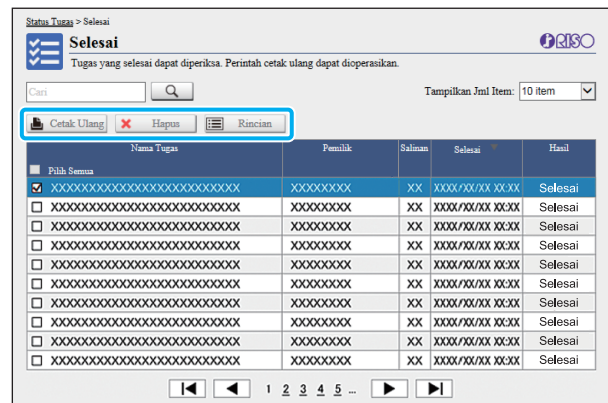 Status Tugas > Selesai
Selesai
RISO
Tugas yang selesai dapat diperiksa. Perintah cetak ulang dapat dioperasikan.
Cari
Tampilkan Jml Item: 10 item
Cetak Ulang Hapus Rincian
Nama Tugas Pemilik Salinan Selesai Hasil
Pilih Semua
XXXXXXXXXXXXXXXXXXXXXXXXX XXXXXXXX XX XXXX/XX/XX XX:XX Selesai
XXXXXXXXXXXXXXXXXXXXXXXXX XXXXXXXX XX XXXX/XX/XX XX:XX Selesai
XXXXXXXXXXXXXXXXXXXXXXXXX XXXXXXXX XX XXXX/XX/XX XX:XX Selesai
XXXXXXXXXXXXXXXXXXXXXXXXX XXXXXXXX XX XXXX/XX/XX XX:XX Selesai
XXXXXXXXXXXXXXXXXXXXXXXXX XXXXXXXX XX XXXX/XX/XX XX:XX Selesai
XXXXXXXXXXXXXXXXXXXXXXXXX XXXXXXXX XX XXXX/XX/XX XX:XX Selesai
XXXXXXXXXXXXXXXXXXXXXXXXX XXXXXXXX XX XXXX/XX/XX XX:XX Selesai
XXXXXXXXXXXXXXXXXXXXXXXXX XXXXXXXX XX XXXX/XX/XX XX:XX Selesai
XXXXXXXXXXXXXXXXXXXXXXXXX XXXXXXXX XX XXXX/XX/XX XX:XX Selesai
XXXXXXXXXXXXXXXXXXXXXXXXX XXXXXXXX XX XXXX/XX/XX XX:XX Selesai
1 2 3 4 5 ...